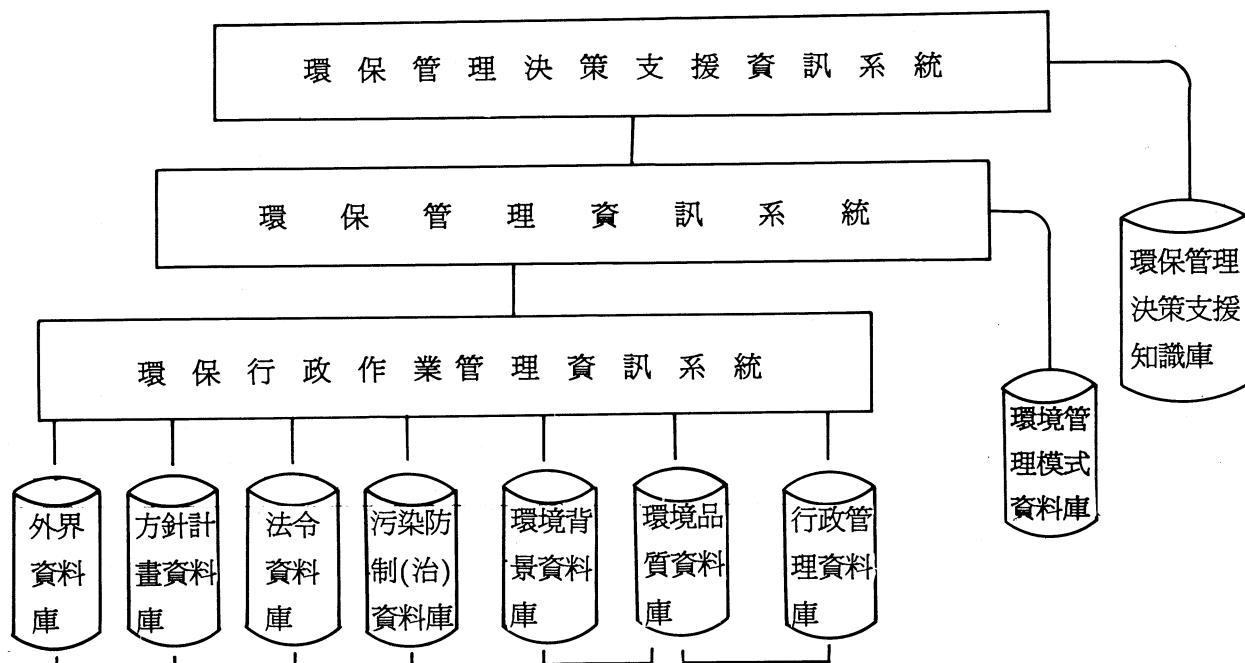 環保管理決策支援資訊系統
環保管理資訊系統
環保管理
決策支援
知識庫
環保行政作業管理資訊系統
環境管
理模式
資料庫
外界
資料
庫
方針計
畫資料
庫
法令
資料
庫
污染防
制(治)
資料庫
環境背
景資料
庫
環境品
質資料
庫
行政管
理資料
庫